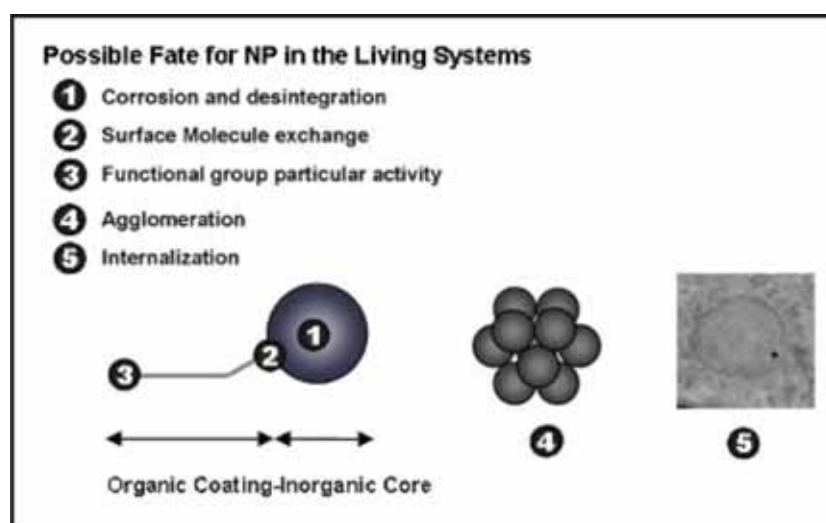 Possible Fate for NP in the Living Systems
1 Corrosion and desintegration
2 Surface Molecule exchange
3 Functional group particular activity
4 Agglomeration
5 Internalization
1
2
3
4
5
Organic Coating-Inorganic Core